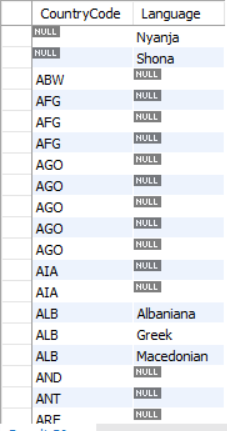 CountryCode Language
NULL Nyanja
NULL Shona
ABW NULL
AFG NULL
AFG NULL
AFG NULL
AGO NULL
AGO NULL
AGO NULL
AGO NULL
AGO NULL
AIA NULL
AIA NULL
ALB Albaniana
ALB Greek
ALB Macedonian
AND NULL
ANT NULL
ARE NULL